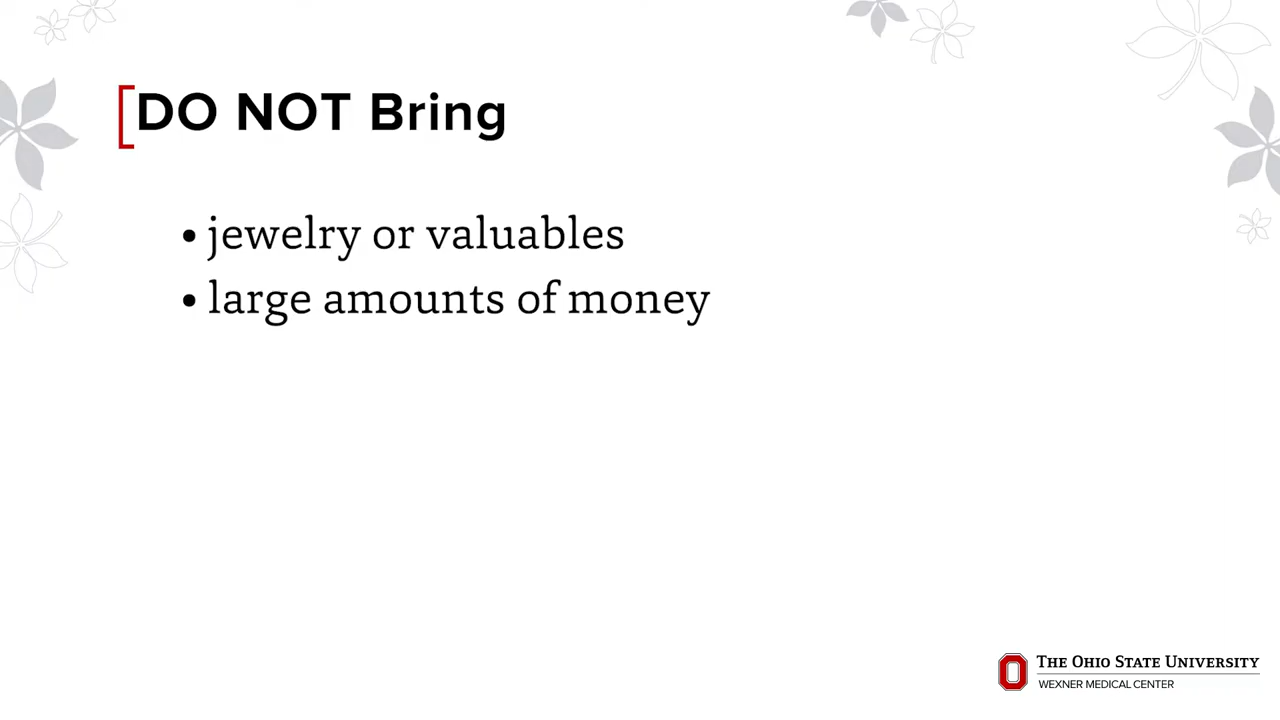 DO NOT Bring
• jewelry or valuables
• large amounts of money
THE OHIO STATE UNIVERSITY
WEXNER MEDICAL CENTER